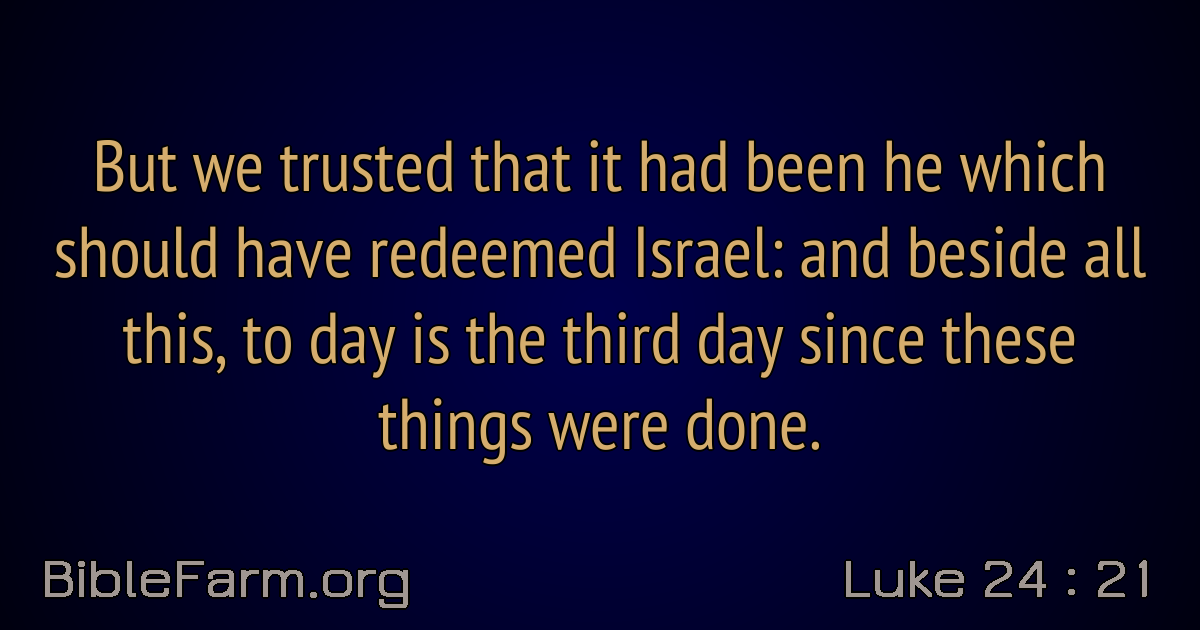 But we trusted that it had been he which
should have redeemed Israel: and beside all
this, to day is the third day since these
things were done.
BibleFarm.org
Luke 24 : 21